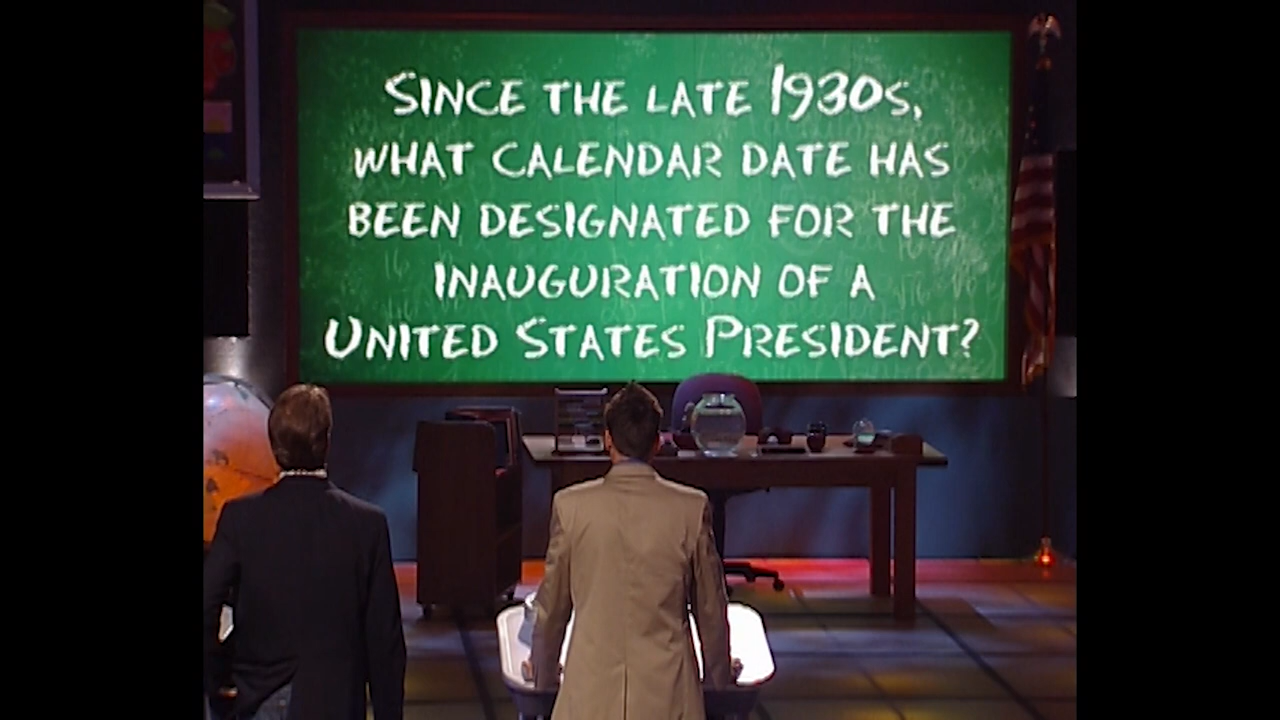 SINCE THE LATE 1930S,
WHAT CALENDAR DATE HAS
BEEN DESIGNATED FOR THE
INAUGURATION OF A
UNITED STATES PRESIDENT?